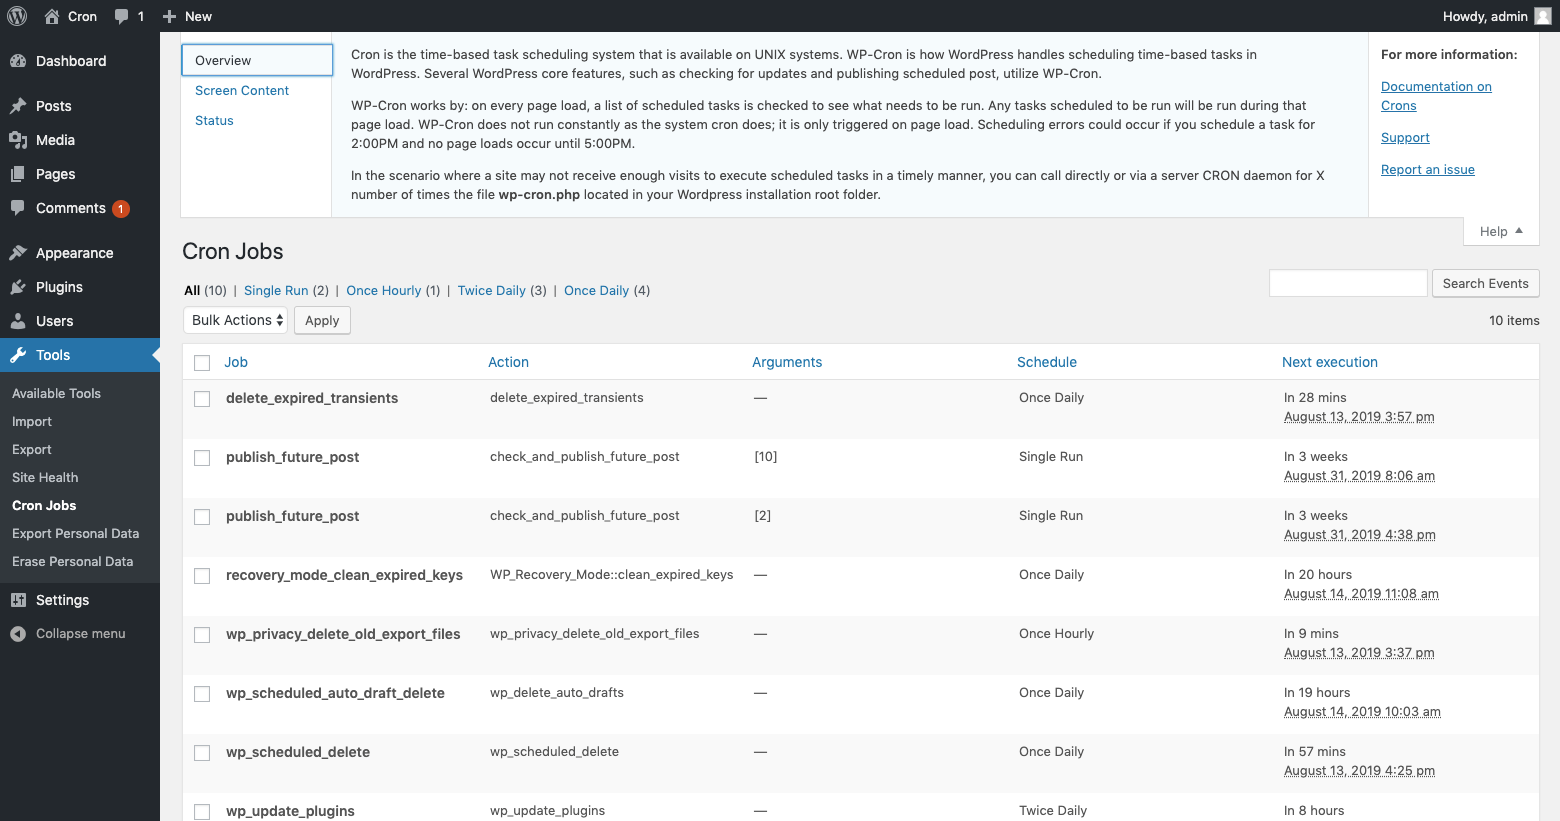 Cron 1 New Howdy, admin
Dashboard
Posts
Media
Pages
Comments 1
Appearance
Plugins
Users
Tools
Available Tools
Import
Export
Site Health
Cron Jobs
Export Personal Data
Erase Personal Data
Settings
Collapse menu
Overview
Screen Content
Status
Cron is the time-based task scheduling system that is available on UNIX systems. WP-Cron is how WordPress handles scheduling time-based tasks in
WordPress. Several WordPress core features, such as checking for updates and publishing scheduled post, utilize WP-Cron.
WP-Cron works by: on every page load, a list of scheduled tasks is checked to see what needs to be run. Any tasks scheduled to be run will be run during that
page load. WP-Cron does not run constantly as the system cron does; it is only triggered on page load. Scheduling errors could occur if you schedule a task for
2:00PM and no page loads occur until 5:00PM.
In the scenario where a site may not receive enough visits to execute scheduled tasks in a timely manner, you can call directly or via a server CRON daemon for X
number of times the file wp-cron.php located in your Wordpress installation root folder.
For more information:
Documentation on
Crons
Support
Report an issue
Help
Cron Jobs
All (10) | Single Run (2) | Once Hourly (1) | Twice Daily (3) | Once Daily (4)
Search Events
Bulk Actions Apply
10 items
Job Action Arguments Schedule Next execution
delete_expired_transients delete_expired_transients — Once Daily In 28 mins
August 13, 2019 3:57 pm
publish_future_post check_and_publish_future_post [10] Single Run In 3 weeks
August 31, 2019 8:06 am
publish_future_post check_and_publish_future_post [2] Single Run In 3 weeks
August 31, 2019 4:38 pm
recovery_mode_clean_expired_keys WP_Recovery_Mode::clean_expired_keys — Once Daily In 20 hours
August 14, 2019 11:08 am
wp_privacy_delete_old_export_files wp_privacy_delete_old_export_files — Once Hourly In 9 mins
August 13, 2019 3:37 pm
wp_scheduled_auto_draft_delete wp_delete_auto_drafts — Once Daily In 19 hours
August 14, 2019 10:03 am
wp_scheduled_delete wp_scheduled_delete — Once Daily In 57 mins
August 13, 2019 4:25 pm
wp_update_plugins wp_update_plugins — Twice Daily In 8 hours